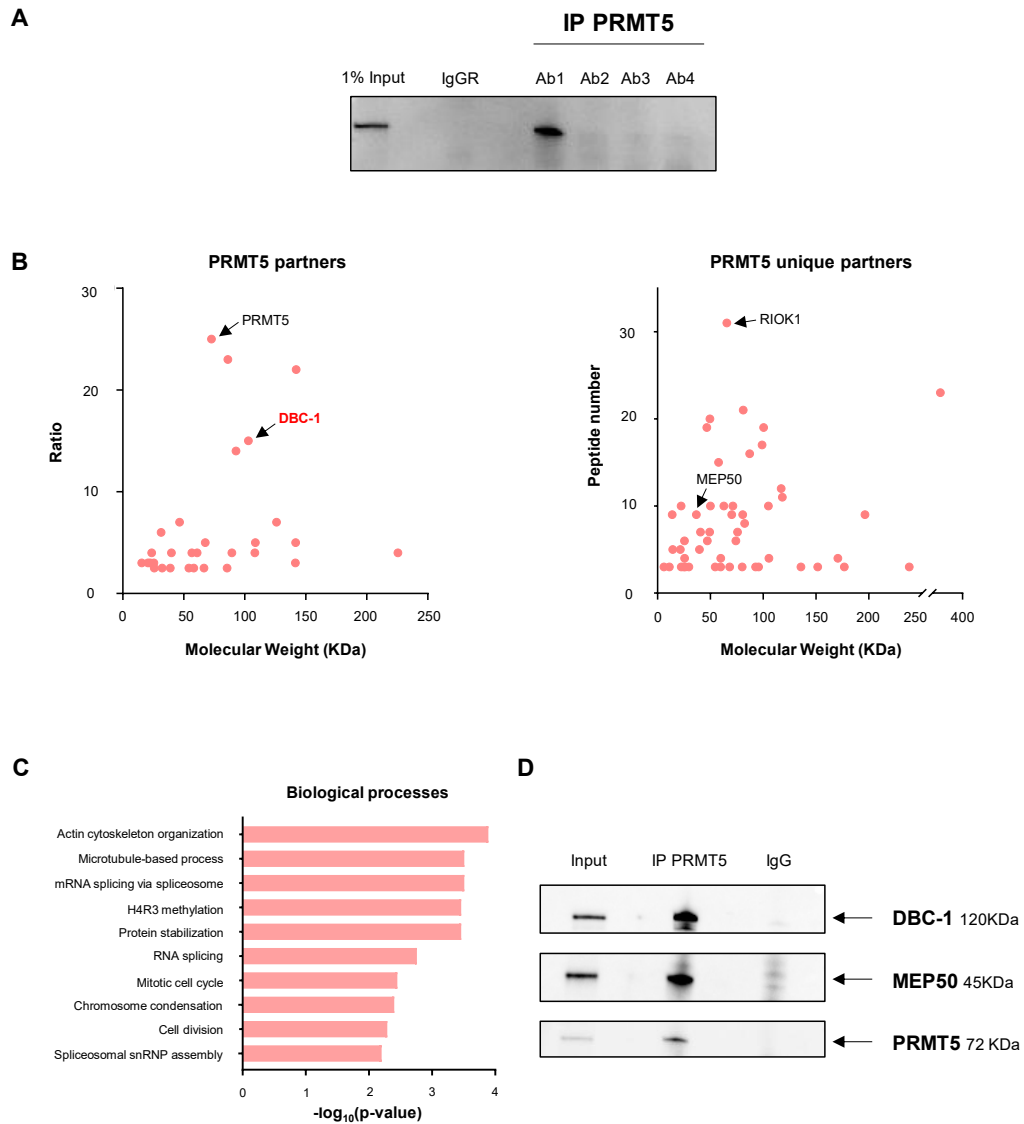 A
IP PRMT5
1% Input IgGR Ab1 Ab2 Ab3 Ab4
B
PRMT5 partners
30
20
10
0
Ratio
PRMT5
DBC-1
0 50 100 150 200 250
Molecular Weight (KDa)
PRMT5 unique partners
30
20
10
0
Peptide number
RIOK1
MEP50
0 50 100 150 200 250 400
Molecular Weight (KDa)
C
Biological processes
Actin cytoskeleton organization
Microtubule-based process
mRNA splicing via spliceosome
H4R3 methylation
Protein stabilization
RNA splicing
Mitotic cell cycle
Chromosome condensation
Cell division
Spliceosomal snRNP assembly
0 1 2 3 4
-log10(p-value)
D
Input IP PRMT5 IgG
DBC-1 120KDa
MEP50 45KDa
PRMT5 72 KDa